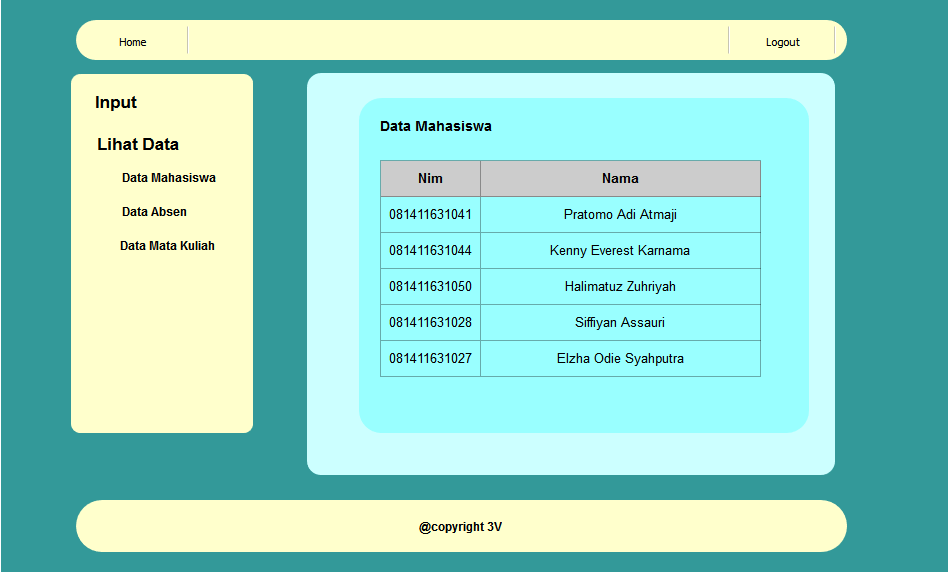 Home
Logout
Input
Lihat Data
Data Mahasiswa
Data Absen
Data Mata Kuliah
Data Mahasiswa
Nim Nama
081411631041 Pratomo Adi Atmaji
081411631044 Kenny Everest Karnama
081411631050 Halimatuz Zuhriyah
081411631028 Siffiyan Assauri
081411631027 Elzha Odie Syahputra
@copyright 3V